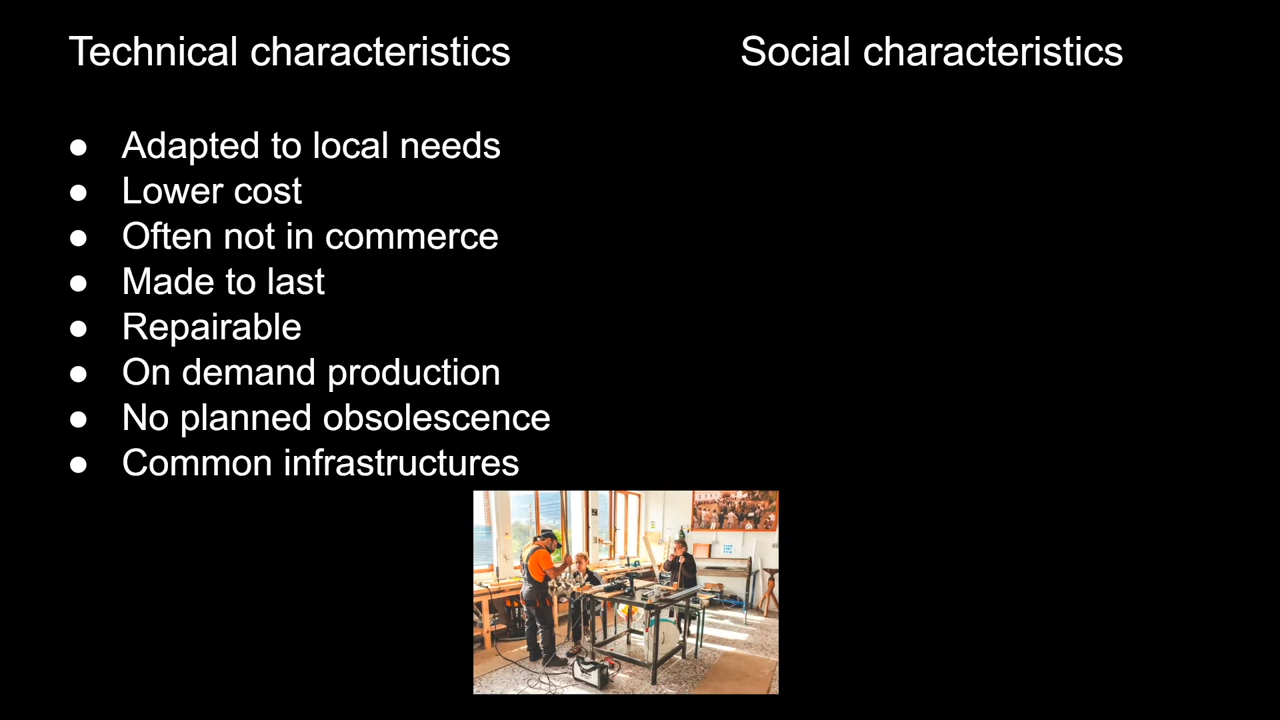 Technical characteristics
Social characteristics
● Adapted to local needs
● Lower cost
● Often not in commerce
● Made to last
● Repairable
● On demand production
● No planned obsolescence
● Common infrastructures